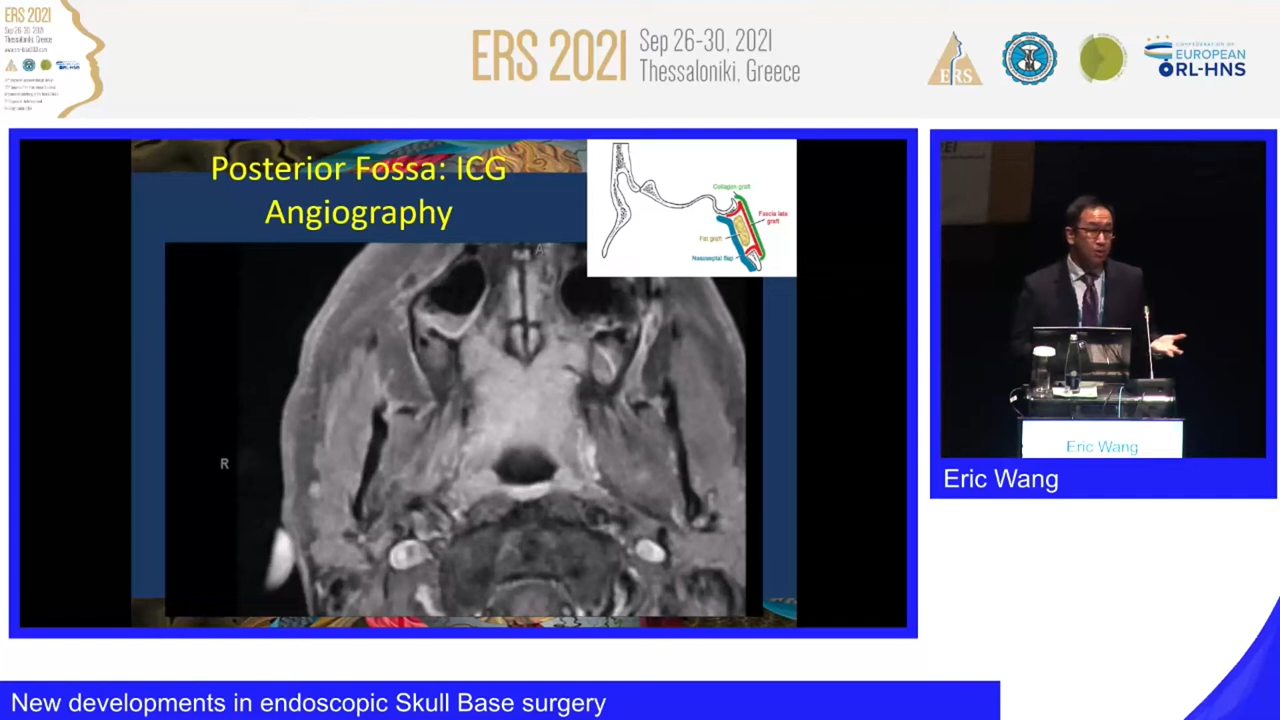 ERS 2021
Sep 26-30, 2021
Thessaloniki, Greece
ERS 2021
Sep 26-30, 2021
Thessaloniki, Greece
ERS
CONFEDERATION OF
EUROPEAN
ORL-HNS
Posterior Fossa: ICG
Angiography
Collagen graft
Fascia lata
graft
Fat graft
Nasoseptal flap
A
R
Eric Wang
Eric Wang
New developments in endoscopic Skull Base surgery